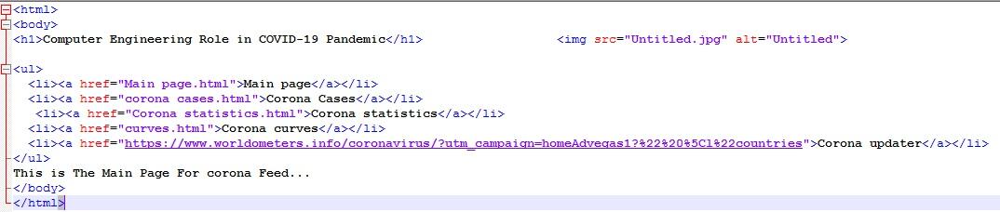 <html>
<body>
<h1>Computer Engineering Role in COVID-19 Pandemic</h1> <img src="Untitled.jpg" alt="Untitled">
<ul>
<li><a href="Main page.html">Main page</a></li>
<li><a href="corona cases.html">Corona Cases</a></li>
<li><a href="Corona statistics.html">Corona statistics</a></li>
<li><a href="curves.html">Corona curves</a></li>
<li><a href="https://www.worldometers.info/coronavirus/?utm_campaign=homeAdvegas1?%22%20%5Cl%22countries">Corona updater</a></li>
</ul>
This is The Main Page For corona Feed...
</body>
</html>